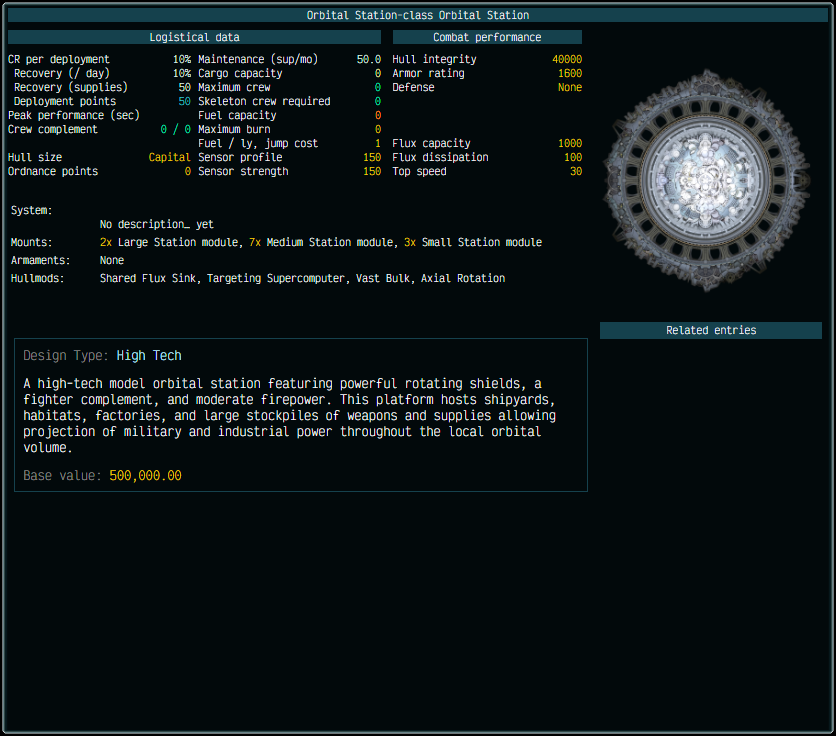 Orbital Station-class Orbital Station
Logistical data
CR per deployment 10% Maintenance (sup/mo) 50.0
Recovery (/ day) 10% Cargo capacity 0
Recovery (supplies) 50 Maximum crew 0
Deployment points 50 Skeleton crew required 0
Peak performance (sec) Fuel capacity 0
Crew complement 0 / 0 Maximum burn 0
Fuel / ly, jump cost 1
Hull size Capital Sensor profile 150
Ordnance points 0 Sensor strength 150
Combat performance
Hull integrity 40000
Armor rating 1600
Defense None
Flux capacity 1000
Flux dissipation 100
Top speed 30
System:
No description… yet
Mounts: 2x Large Station module, 7x Medium Station module, 3x Small Station module
Armaments: None
Hullmods: Shared Flux Sink, Targeting Supercomputer, Vast Bulk, Axial Rotation
Related entries
Design Type: High Tech
A high-tech model orbital station featuring powerful rotating shields, a
fighter complement, and moderate firepower. This platform hosts shipyards,
habitats, factories, and large stockpiles of weapons and supplies allowing
projection of military and industrial power throughout the local orbital
volume.
Base value: 500,000.00